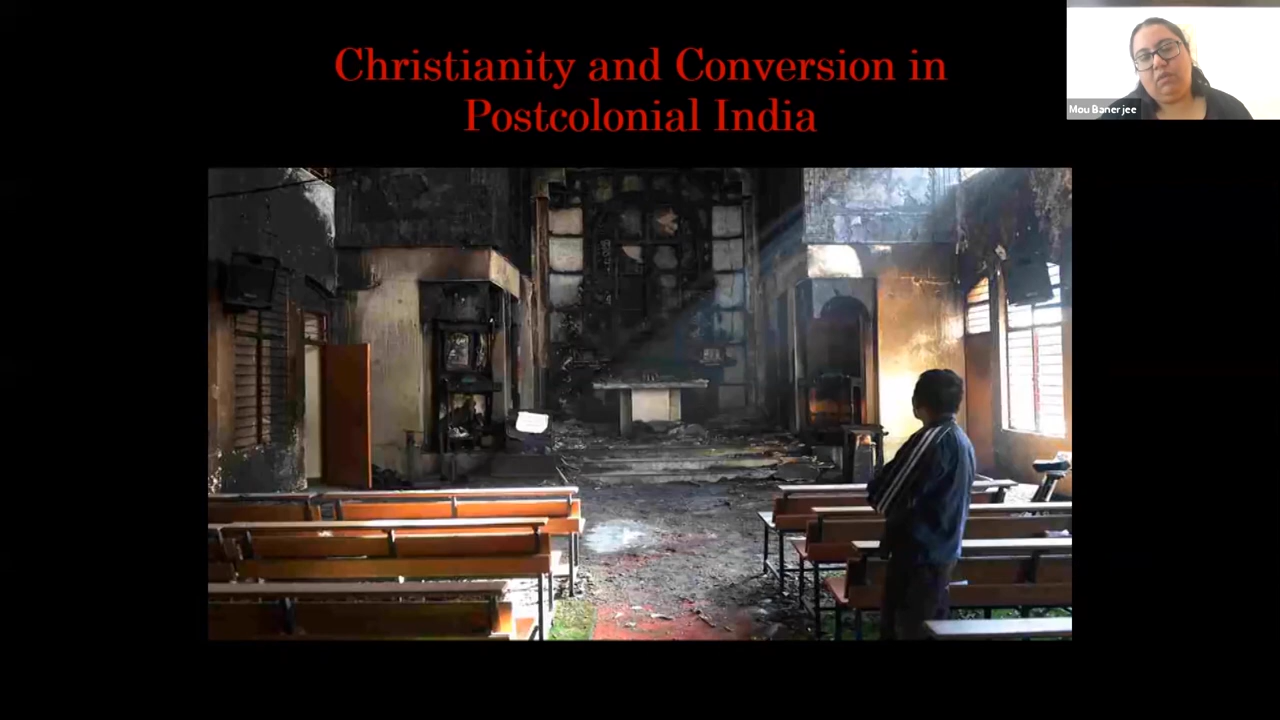 Christianity and Conversion in
Postcolonial India
Mou Banerjee